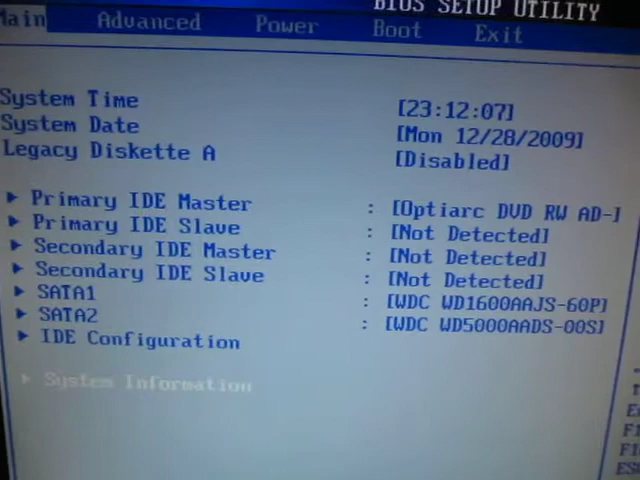 BIOS SETUP UTILITY
Main Advanced Power Boot Exit
System Time [23:12:07]
System Date [Mon 12/28/2009]
Legacy Diskette A [Disabled]
► Primary IDE Master : [Optiarc DVD RW AD-]
► Primary IDE Slave : [Not Detected]
► Secondary IDE Master : [Not Detected]
► Secondary IDE Slave : [Not Detected]
► SATA1 : [WDC WD1600AAJS-60P]
► SATA2 : [WDC WD5000AADS-00S]
► IDE Configuration
► System Information